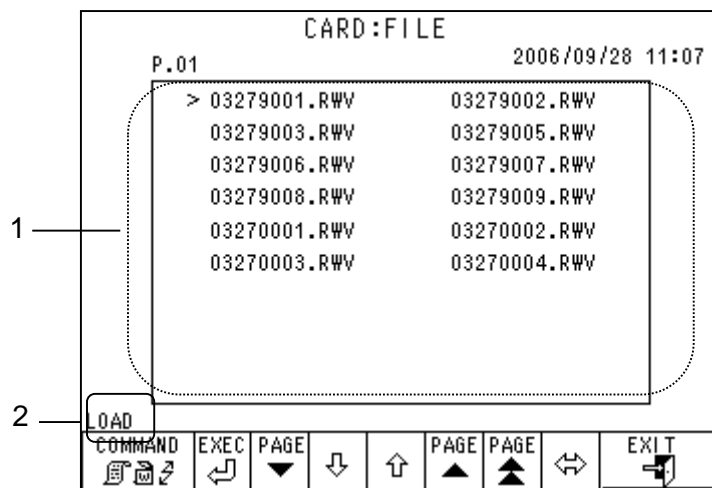 CARD:FILE
P.01 2006/09/28 11:07
> 03279001.RWV 03279002.RWV
03279003.RWV 03279005.RWV
03279006.RWV 03279007.RWV
03279008.RWV 03279009.RWV
1
03270001.RWV 03270002.RWV
03270003.RWV 03270004.RWV
2
LOAD
COMMAND EXEC PAGE PAGE PAGE EXIT